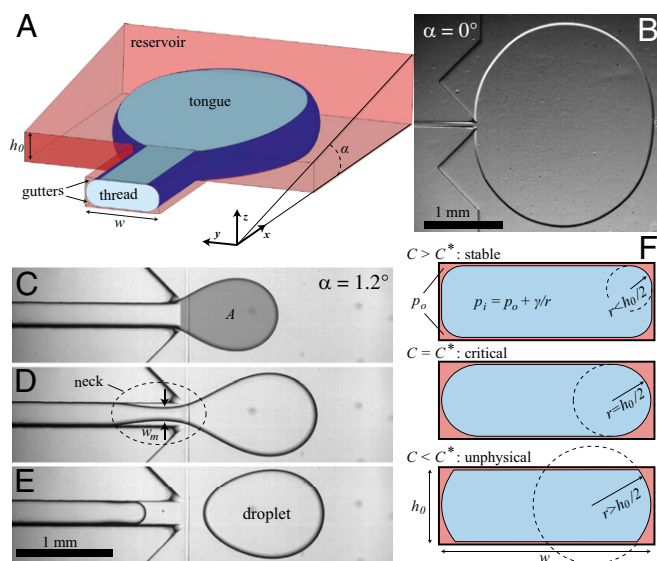 A
reservoir
tongue
h₀
α
gutters
thread
w
z
y
x
B
α = 0°
1 mm
C
α = 1.2°
A
D
neck
wₘ
E
droplet
1 mm
F
C > C*: stable
pₒ
pᵢ = pₒ + γ/r
r<h₀/2
C = C*: critical
r=h₀/2
C < C*: unphysical
h₀
r>h₀/2
w